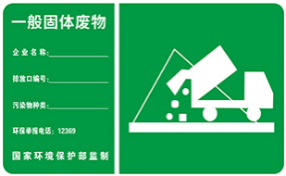 一般固体废物
企业名称:
排放口编号:
污染物种类:
环保举报电话: 12369
国家环境保护部监制